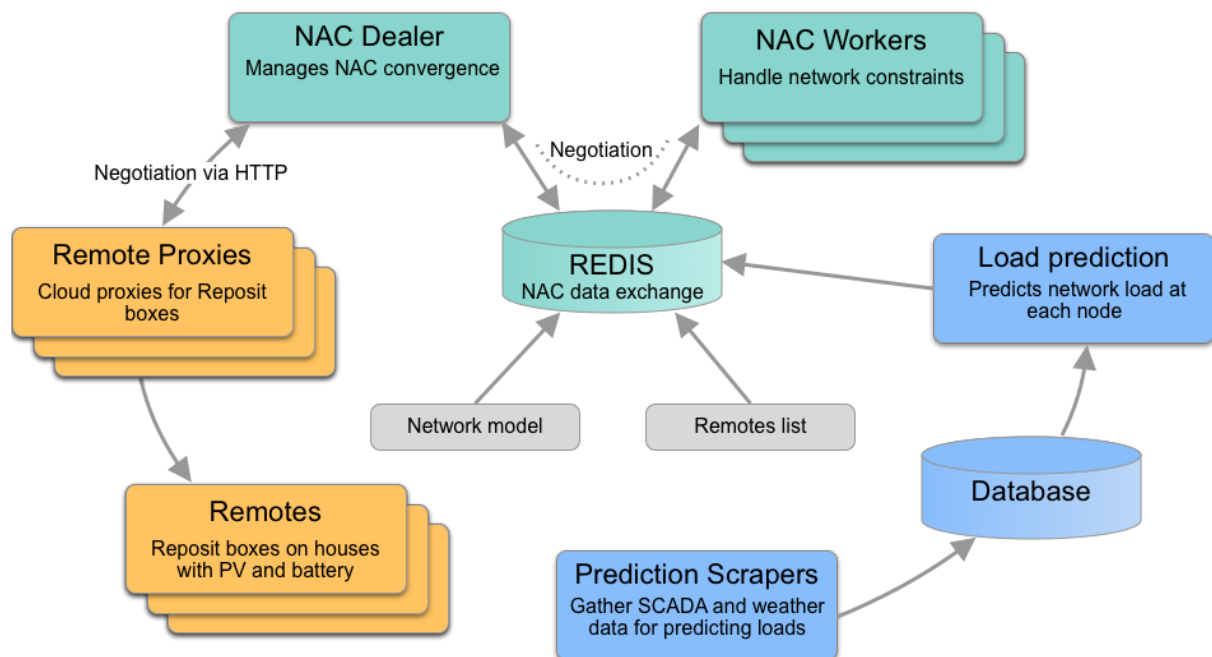 NAC Dealer
Manages NAC convergence
NAC Workers
Handle network constraints
Negotiation via HTTP
Negotiation
Remote Proxies
Cloud proxies for Reposit
boxes
REDIS
NAC data exchange
Load prediction
Predicts network load at
each node
Network model
Remotes list
Database
Remotes
Reposit boxes on houses
with PV and battery
Prediction Scrapers
Gather SCADA and weather
data for predicting loads